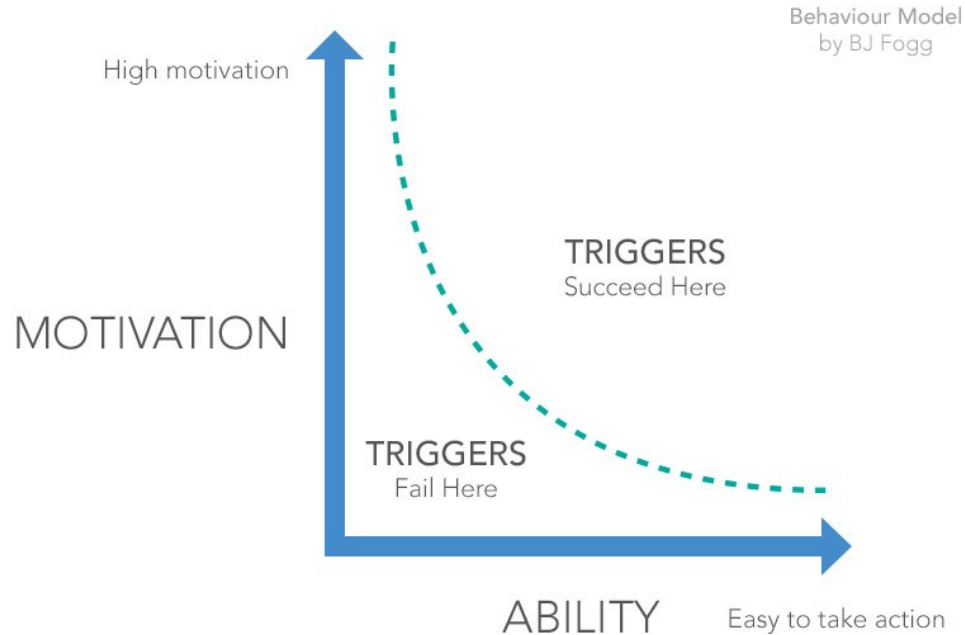 Behaviour Model
by BJ Fogg
High motivation
TRIGGERS
Succeed Here
MOTIVATION
TRIGGERS
Fail Here
ABILITY
Easy to take action